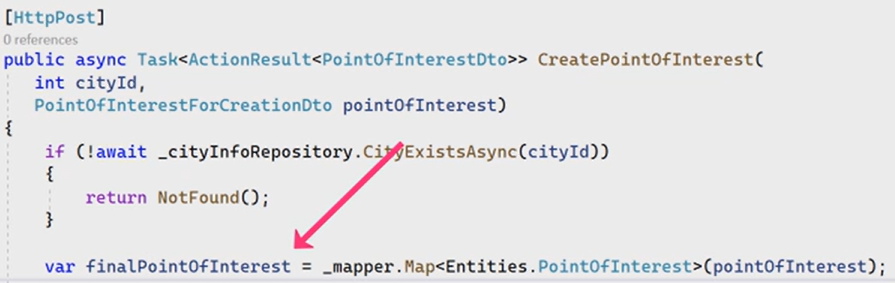 [HttpPost]
0 references
public async Task<ActionResult<PointOfInterestDto>> CreatePointOfInterest(
int cityId,
PointOfInterestForCreationDto pointOfInterest)
{
if (!await _cityInfoRepository.CityExistsAsync(cityId))
{
return NotFound();
}
var finalPointOfInterest = _mapper.Map<Entities.PointOfInterest>(pointOfInterest);